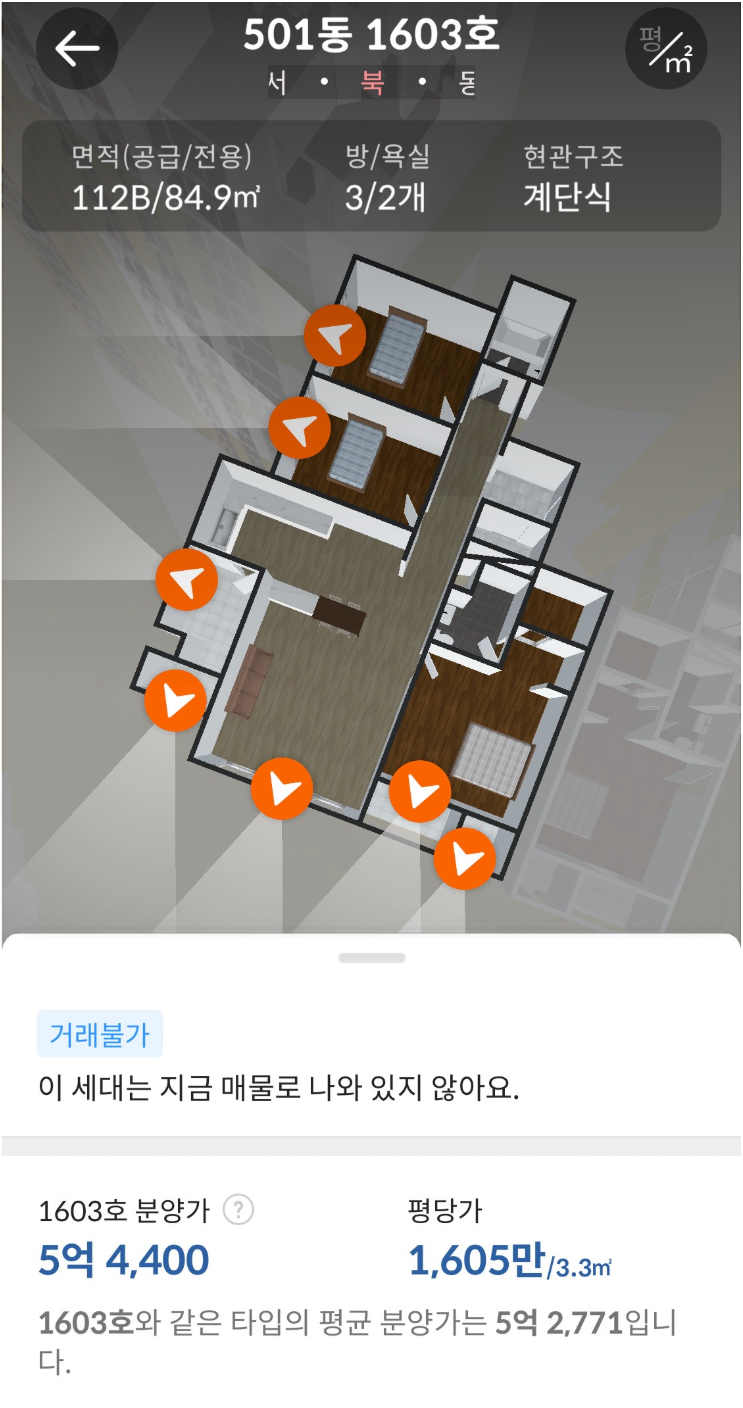 501동 1603호
평/㎡
서 • 북 • 동
면적(공급/전용) 방/욕실 현관구조
112B/84.9㎡ 3/2개 계단식
거래불가
이 세대는 지금 매물로 나와 있지 않아요.
1603호 분양가 ? 평당가
5억 4,400 1,605만/3.3㎡
1603호와 같은 타입의 평균 분양가는 5억 2,771입니
다.